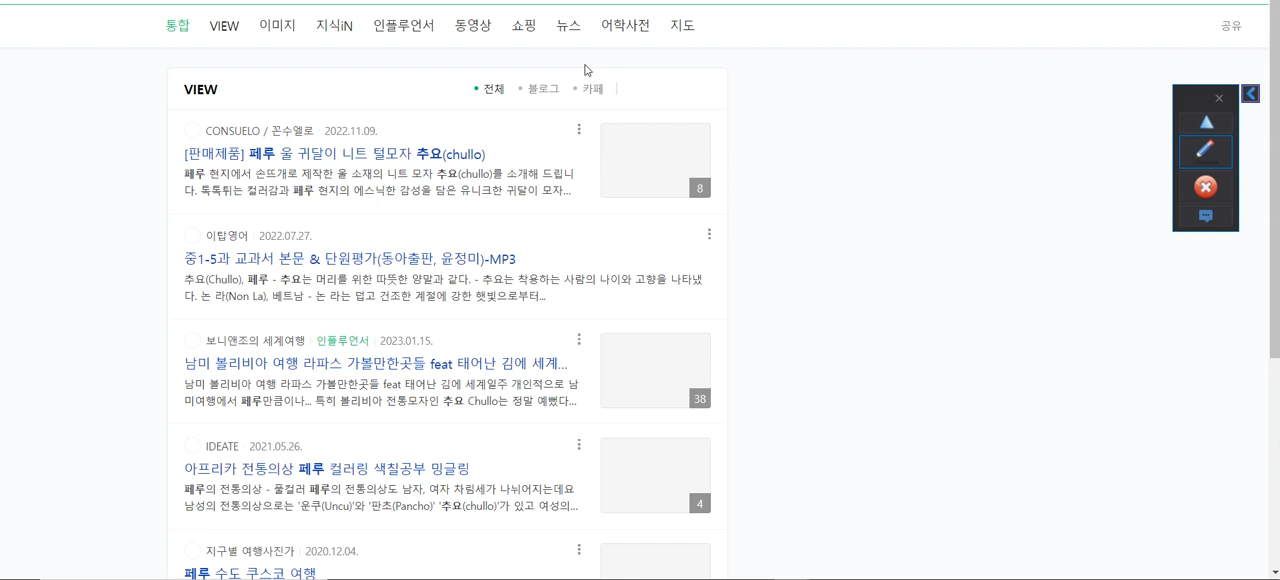 통합 VIEW 이미지 지식iN 인플루언서 동영상 쇼핑 뉴스 어학사전 지도 공유
VIEW 전체 블로그 카페
CONSUELO / 꼰수엘로 2022.11.09.
[판매제품] 페루 울 귀달이 니트 털모자 추요(chullo)
페루 현지에서 손뜨개로 제작한 울 소재의 니트 모자 추요(chullo)를 소개해 드립니
다. 톡톡튀는 컬러감과 페루 현지의 에스닉한 감성을 담은 유니크한 귀달이 모자...
8
이탑영어 2022.07.27.
중1-5과 교과서 본문 & 단원평가(동아출판, 윤정미)-MP3
추요(Chullo), 페루 - 추요는 머리를 위한 따뜻한 양말과 같다. - 추요는 착용하는 사람의 나이와 고향을 나타냈
다. 논 라(Non La), 베트남 - 논 라는 덥고 건조한 계절에 강한 햇빛으로부터...
보니앤조의 세계여행 인플루언서 2023.01.15.
남미 볼리비아 여행 라파스 가볼만한곳들 feat 태어난 김에 세계...
남미 볼리비아 여행 라파스 가볼만한곳들 feat 태어난 김에 세계일주 개인적으로 남
미여행에서 페루만큼이나... 특히 볼리비아 전통모자인 추요 Chullo는 정말 예뻤다...
38
IDEATE 2021.05.26.
아프리카 전통의상 페루 컬러링 색칠공부 밍글링
페루의 전통의상 - 풀컬러 페루의 전통의상도 남자, 여자 차림세가 나뉘어지는데요
남성의 전통의상으로는 '운쿠(Uncu)'와 '판초(Pancho)' '추요(chullo)'가 있고 여성의...
4
지구별 여행사진가 2020.12.04.
페루 수도 쿠스코 여행